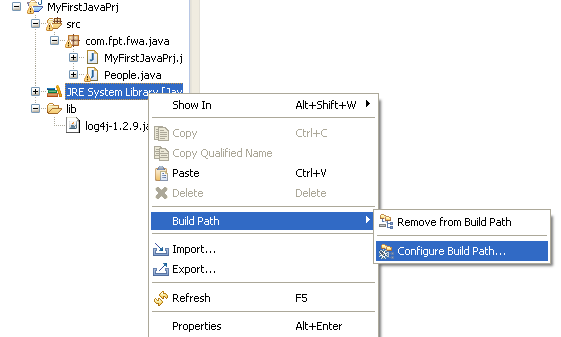 MyFirstJavaPrj
src
com.fpt.fwa.java
MyFirstJavaPrj.j
People.java
JRE System Library [Jav
lib
log4j-1.2.9.ja
Show In Alt+Shift+W
Copy Ctrl+C
Copy Qualified Name
Paste Ctrl+V
Delete Delete
Build Path
Remove from Build Path
Configure Build Path...
Import...
Export...
Refresh F5
Properties Alt+Enter